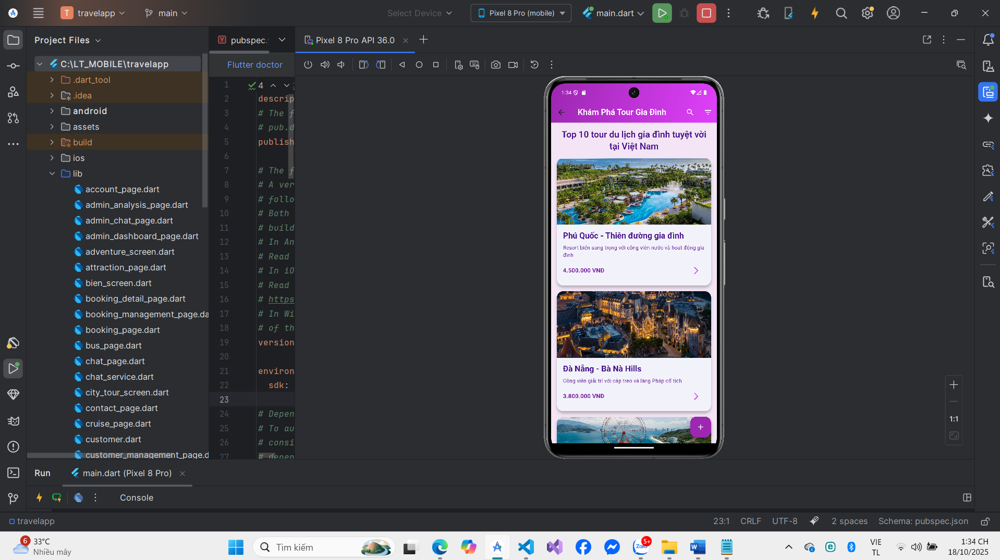 T travelapp
main
Select Device
Pixel 8 Pro (mobile)
main.dart
Project Files
pubspec.
Pixel 8 Pro API 36.0
C:\LT_MOBILE\travelapp
.dart_tool
.idea
android
assets
build
ios
lib
account_page.dart
admin_analysis_page.dart
admin_chat_page.dart
admin_dashboard_page.dart
adventure_screen.dart
attraction_page.dart
bien_screen.dart
booking_detail_page.dart
booking_management_page.da
booking_page.dart
bus_page.dart
chat_page.dart
chat_service.dart
city_tour_screen.dart
contact_page.dart
cruise_page.dart
customer.dart
customer_management_page.d
Flutter doctor
1 4
2 descrip
3 # The f
4 # pub.d
5 publish
6
7 # The f
8 # A ver
9 # follo
10 # Both
11 # build
12 # In An
13 # Read
14 # In iO
15 # Read
16 # https
17 # In Wi
18 # of th
19 version
20
21 environ
22 sdk:
23
24 # Depen
25 # To au
26 # consi
27 # depen
1:34
Khám Phá Tour Gia Đình
Top 10 tour du lịch gia đình tuyệt vời
tại Việt Nam
Phú Quốc - Thiên đường gia đình
Resort biển sang trọng với công viên nước và hoạt động gia
đình
4.500.000 VNĐ
Đà Nẵng - Bà Nà Hills
Công viên giải trí với cáp treo và làng Pháp cổ tích
3.800.000 VNĐ
+
1:1
Run
main.dart (Pixel 8 Pro)
Console
travelapp
23:1 CRLF UTF-8 2 spaces Schema: pubspec.json
6
33°C
Nhiều mây
Tìm kiếm
Zalo
5+
VIE
TL
1:34 CH
18/10/2025